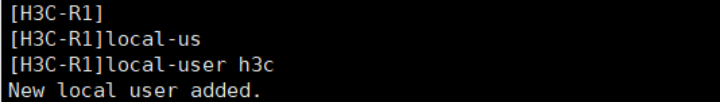 [H3C-R1]
[H3C-R1]local-us
[H3C-R1]local-user h3c
New local user added.